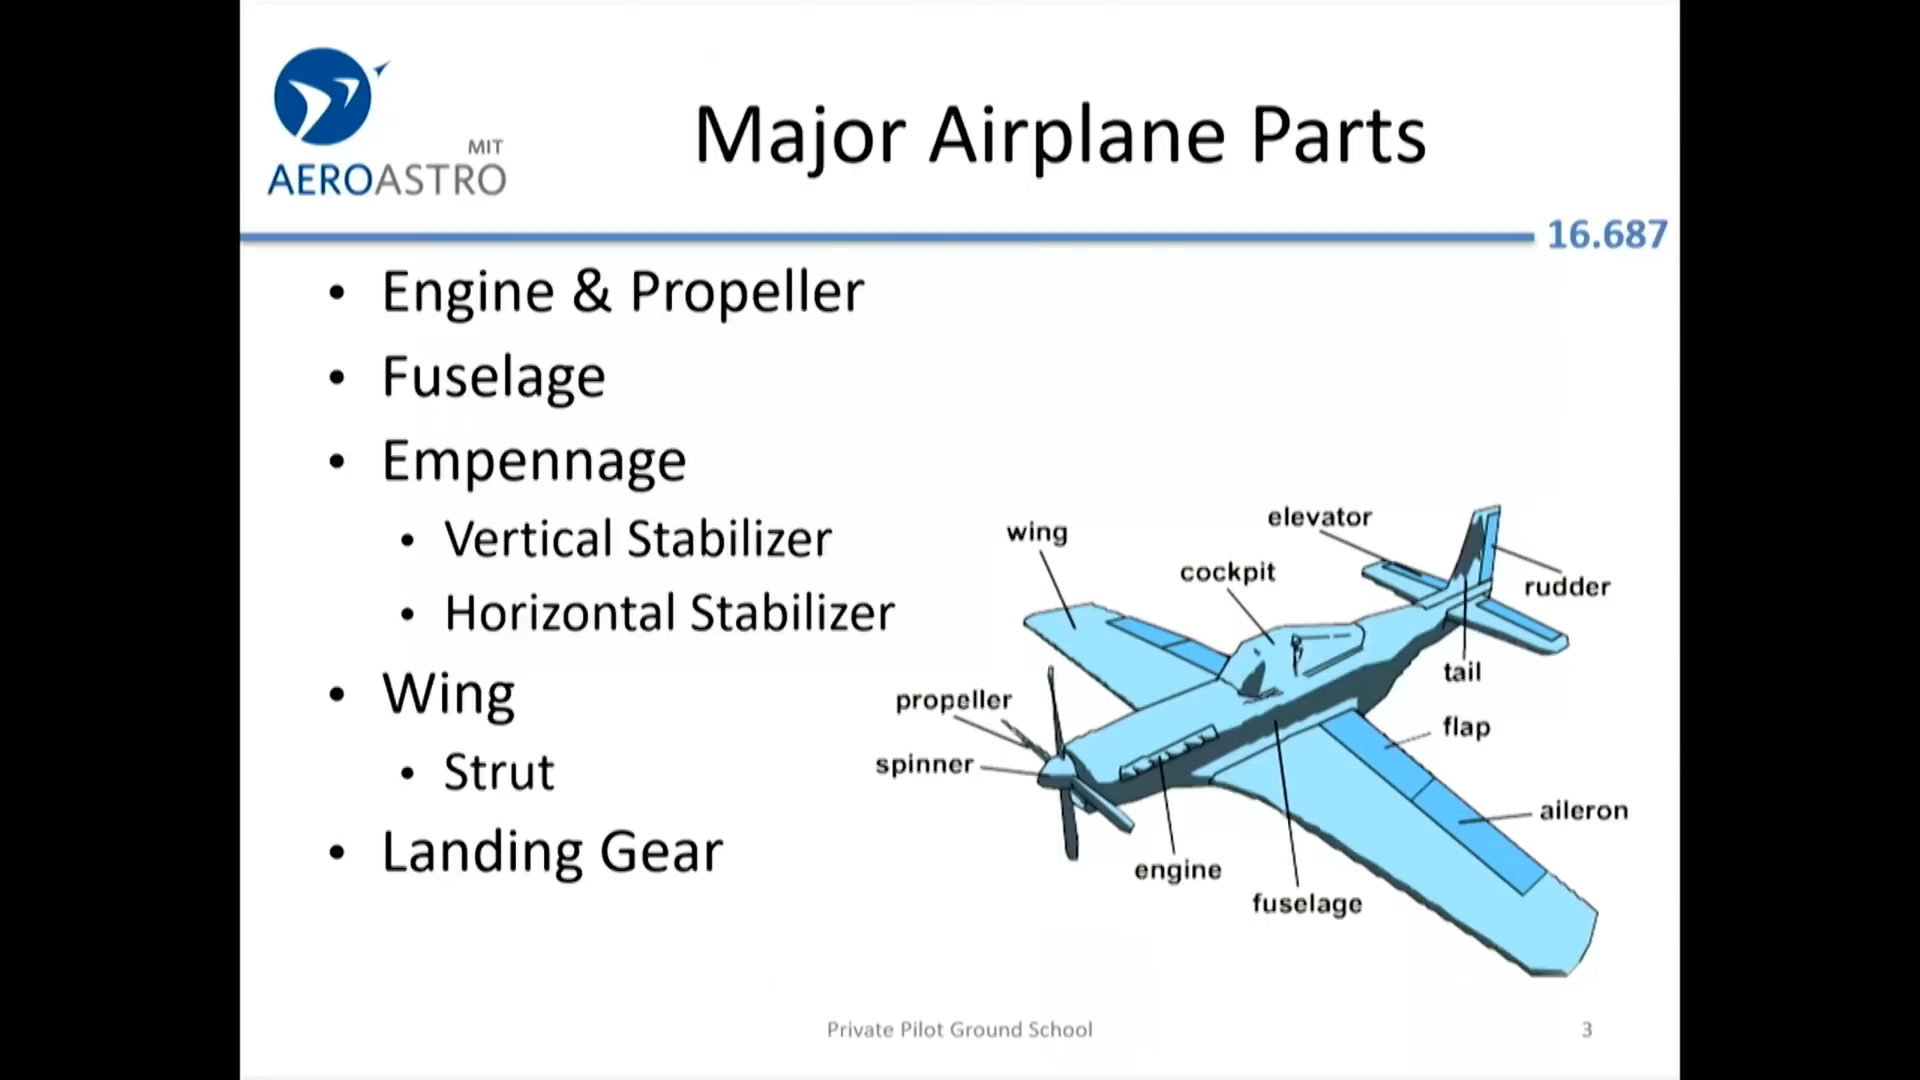 MIT
AEROASTRO
Major Airplane Parts
16.687
• Engine & Propeller
• Fuselage
• Empennage
• Vertical Stabilizer
• Horizontal Stabilizer
• Wing
• Strut
• Landing Gear
wing
elevator
cockpit
rudder
tail
propeller
flap
spinner
aileron
engine
fuselage
Private Pilot Ground School
3